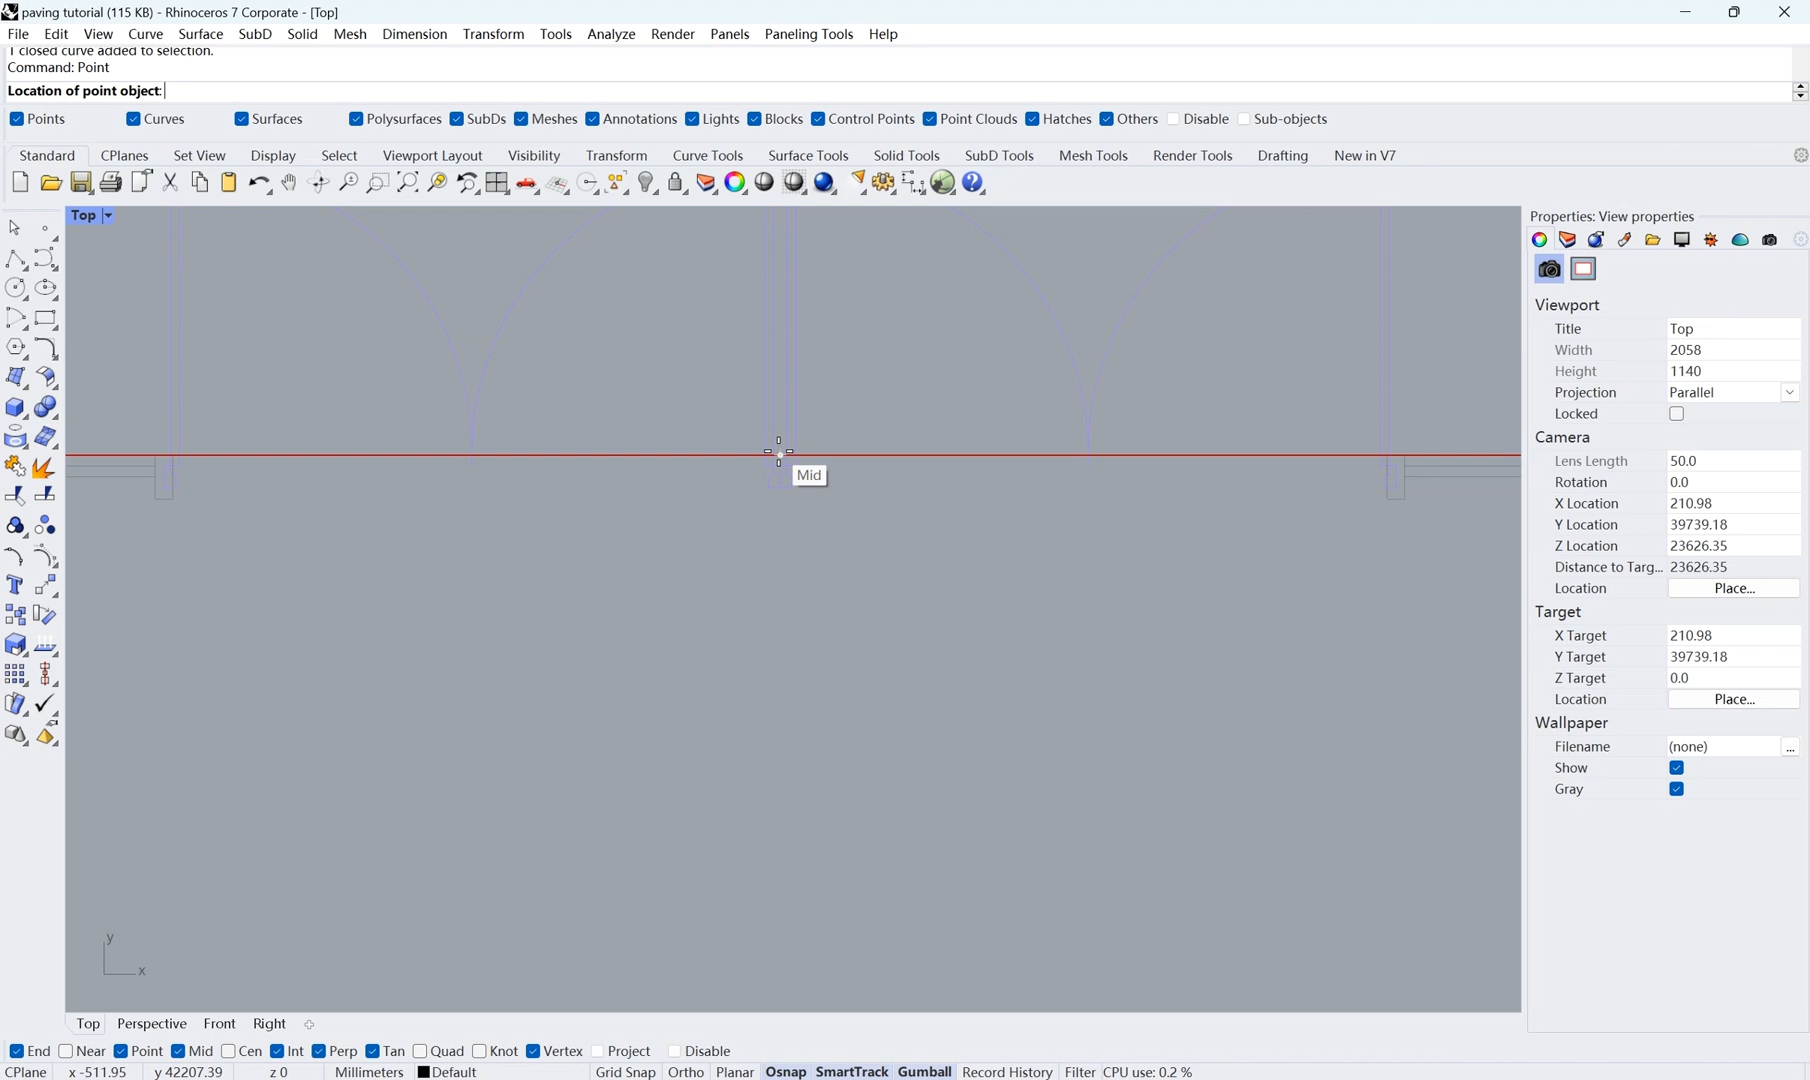 paving tutorial (115 KB) - Rhinoceros 7 Corporate - [Top]
File Edit View Curve Surface SubD Solid Mesh Dimension Transform Tools Analyze Render Panels Paneling Tools Help
1 closed curve added to selection.
Command: Point
Location of point object:
Points Curves Surfaces Polysurfaces SubDs Meshes Annotations Lights Blocks Control Points Point Clouds Hatches Others Disable Sub-objects
Standard CPlanes Set View Display Select Viewport Layout Visibility Transform Curve Tools Surface Tools Solid Tools SubD Tools Mesh Tools Render Tools Drafting New in V7
Top
Properties: View properties
Viewport
Title Top
Width 2058
Height 1140
Projection Parallel
Locked
Camera
Lens Length 50.0
Rotation 0.0
X Location 210.98
Y Location 39739.18
Z Location 23626.35
Distance to Targ... 23626.35
Location Place...
Target
X Target 210.98
Y Target 39739.18
Z Target 0.0
Location Place...
Wallpaper
Filename (none) ...
Show
Gray
Mid
y
x
Top Perspective Front Right
End Near Point Mid Cen Int Perp Tan Quad Knot Vertex Project Disable
CPlane x -511.95 y 42207.39 z 0 Millimeters Default Grid Snap Ortho Planar Osnap SmartTrack Gumball Record History Filter CPU use: 0.2 %